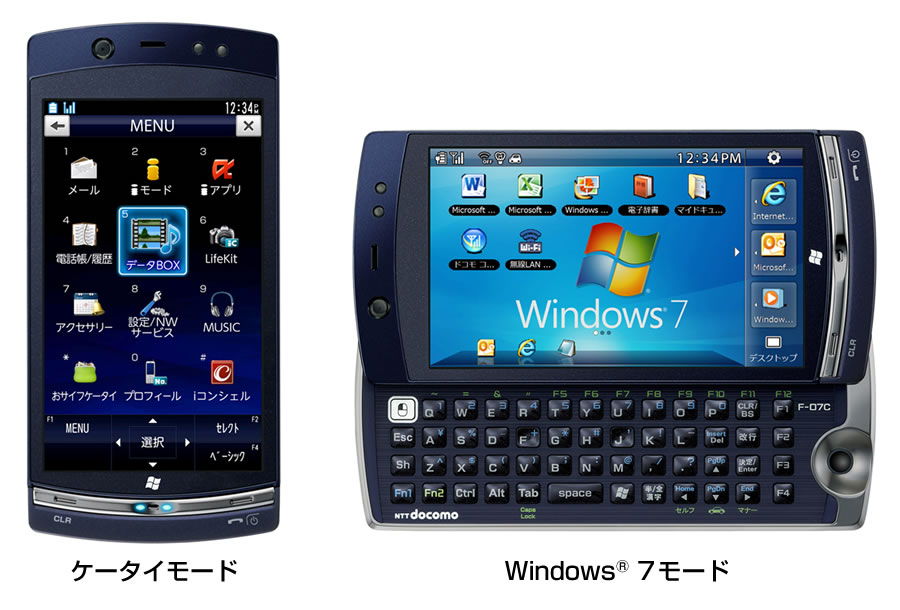 12:34PM
MENU
1
2
3
メール
iモード
iアプリ
4
5
6
電話帳/履歴
データBOX
LifeKit
7
8
9
アクセサリー
設定/NW
サービス
MUSIC
*
0
#
おサイフケータイ
プロフィール
iコンシェル
F1
MENU
F2
セレクト
選択
F4
ベーシック
CLR
ケータイモード
12:34PM
Microsoft ...
Microsoft ...
Windows ...
電子辞書
マイドキュ...
Internet...
ドコモ コ...
無線LAN ...
Microsof...
Windows 7
Window...
デスクトップ
CLR
F5 F6 F7 F8 F9 F10 F11 F12
Q W E R T Y U I O P CLR/BS F1
F-07C
Esc A S D F G H J K L Insert Del 改行 F2
Sh Z X C V B N M PgUp 決定/Enter F3
Fn1 Fn2 Ctrl Alt Tab space 半/全 漢字 Home PgDn End F4
NTT docomo
Caps Lock
セルフ
マナー
Windows® 7モード